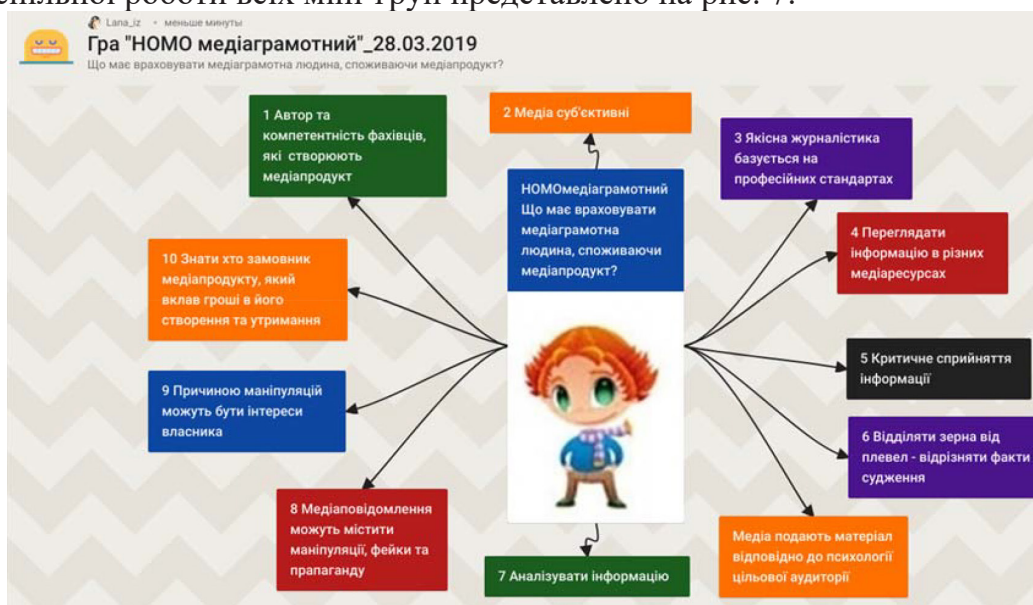 спільної роботи всіх міні-груп представлено на рис. 7.
Lana_iz • меньше минуты
Гра "НОМО медіаграмотний"_28.03.2019
Що має враховувати медіаграмотна людина, споживаючи медіапродукт?
1 Автор та
компетентність фахівців,
які створюють
медіапродукт
2 Медіа суб'єктивні
3 Якісна журналістика
базується на
професійних стандартах
НОМОмедіаграмотний
Що має враховувати
медіаграмотна
людина, споживаючи
медіапродукт?
4 Переглядати
інформацію в різних
медіаресурсах
10 Знати хто замовник
медіапродукту, який
вклав гроші в його
створення та утримання
5 Критичне сприйняття
інформації
9 Причиною маніпуляцій
можуть бути інтереси
власника
6 Відділяти зерна від
плевел - відрізняти факти
судження
8 Медіаповідомлення
можуть містити
маніпуляції, фейки та
прапаганду
Медіа подають матеріал
відповідно до психології
цільової аудиторії
7 Аналізувати інформацію